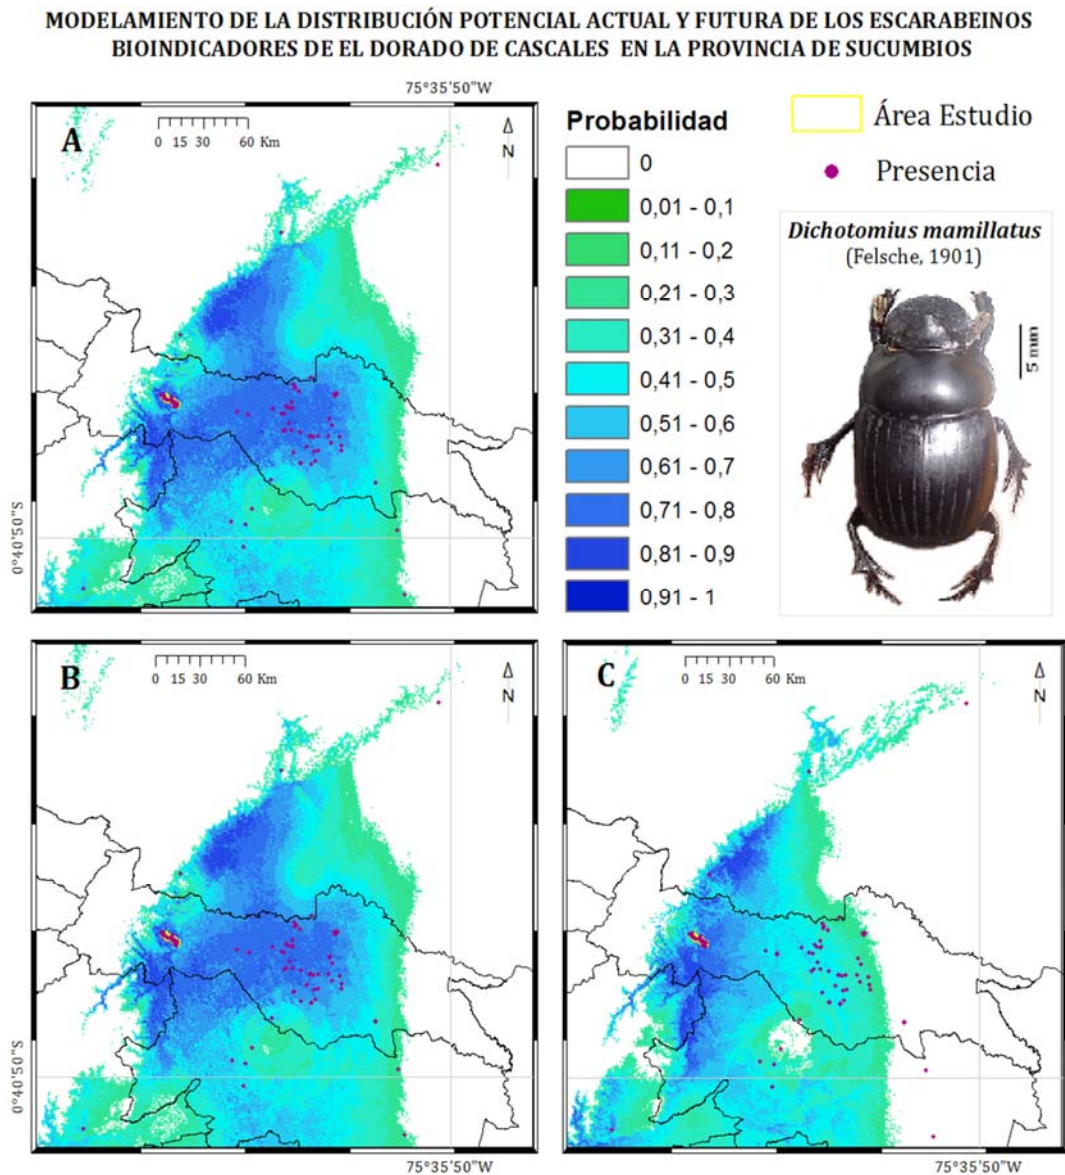 MODELAMIENTO DE LA DISTRIBUCIÓN POTENCIAL ACTUAL Y FUTURA DE LOS ESCARABEINOS
BIOINDICADORES DE EL DORADO DE CASCALES EN LA PROVINCIA DE SUCUMBIOS
75°35'50"W
A
0 15 30 60 Km
N
0°40'50"S
Probabilidad
0
0,01 - 0,1
0,11 - 0,2
0,21 - 0,3
0,31 - 0,4
0,41 - 0,5
0,51 - 0,6
0,61 - 0,7
0,71 - 0,8
0,81 - 0,9
0,91 - 1
Área Estudio
Presencia
Dichotomius mamillatus
(Felsche, 1901)
5 mm
B
0 15 30 60 Km
N
0°40'50"S
75°35'50"W
C
0 15 30 60 Km
N
75°35'50"W